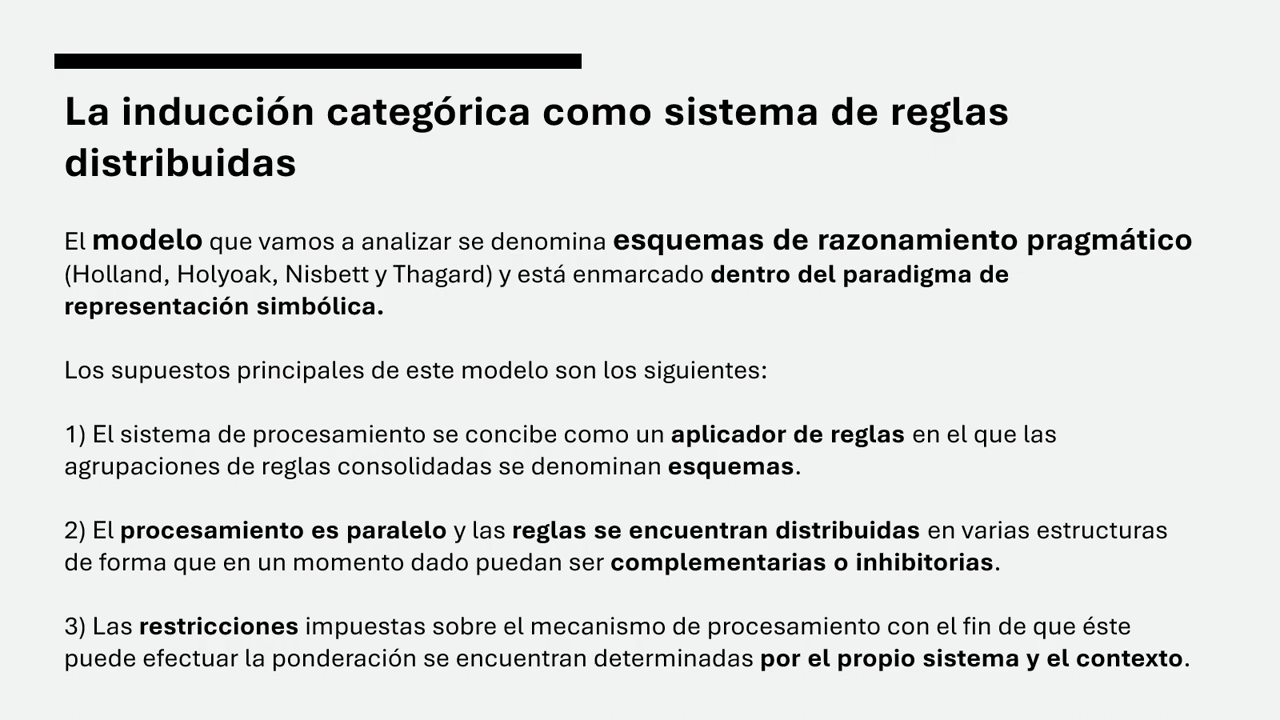 La inducción categórica como sistema de reglas
distribuidas
El modelo que vamos a analizar se denomina esquemas de razonamiento pragmático
(Holland, Holyoak, Nisbett y Thagard) y está enmarcado dentro del paradigma de
representación simbólica.
Los supuestos principales de este modelo son los siguientes:
1) El sistema de procesamiento se concibe como un aplicador de reglas en el que las
agrupaciones de reglas consolidadas se denominan esquemas.
2) El procesamiento es paralelo y las reglas se encuentran distribuidas en varias estructuras
de forma que en un momento dado puedan ser complementarias o inhibitorias.
3) Las restricciones impuestas sobre el mecanismo de procesamiento con el fin de que éste
puede efectuar la ponderación se encuentran determinadas por el propio sistema y el contexto.